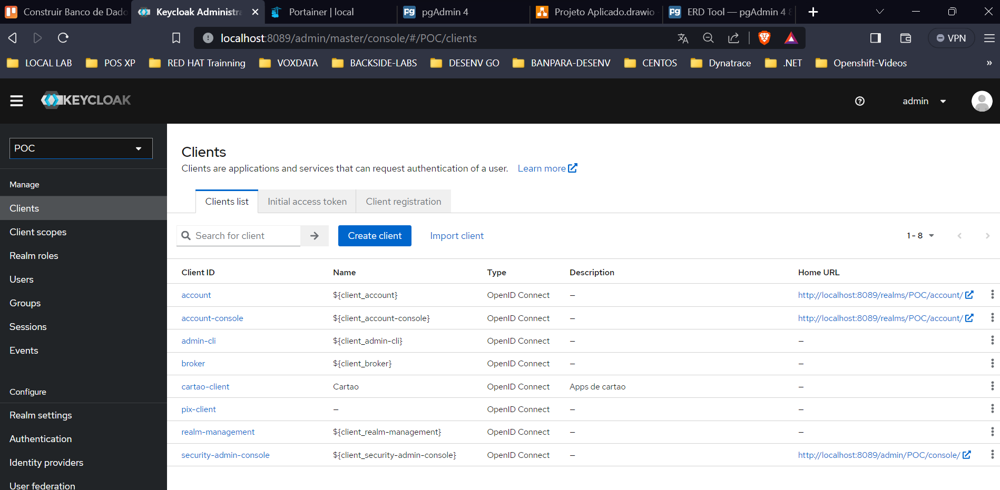 Construir Banco de Dado
Keycloak Administra
Portainer | local
pgAdmin 4
Projeto Aplicado.drawio
ERD Tool — pgAdmin 4 8
localhost:8089/admin/master/console/#/POC/clients
VPN
LOCAL LAB
POS XP
RED HAT Trainning
VOXDATA
BACKSIDE-LABS
DESENV GO
BANPARA-DESENV
CENTOS
Dynatrace
.NET
Openshift-Videos
»
KEYCLOAK
admin
POC
Manage
Clients
Client scopes
Realm roles
Users
Groups
Sessions
Events
Configure
Realm settings
Authentication
Identity providers
User federation
Clients
Clients are applications and services that can request authentication of a user. Learn more
Clients list Initial access token Client registration
Search for client Create client Import client 1 - 8
Client ID Name Type Description Home URL
account ${client_account} OpenID Connect – http://localhost:8089/realms/POC/account/
account-console ${client_account-console} OpenID Connect – http://localhost:8089/realms/POC/account/
admin-cli ${client_admin-cli} OpenID Connect – –
broker ${client_broker} OpenID Connect – –
cartao-client Cartao OpenID Connect Apps de cartao –
pix-client – OpenID Connect – –
realm-management ${client_realm-management} OpenID Connect – –
security-admin-console ${client_security-admin-console} OpenID Connect – http://localhost:8089/admin/POC/console/